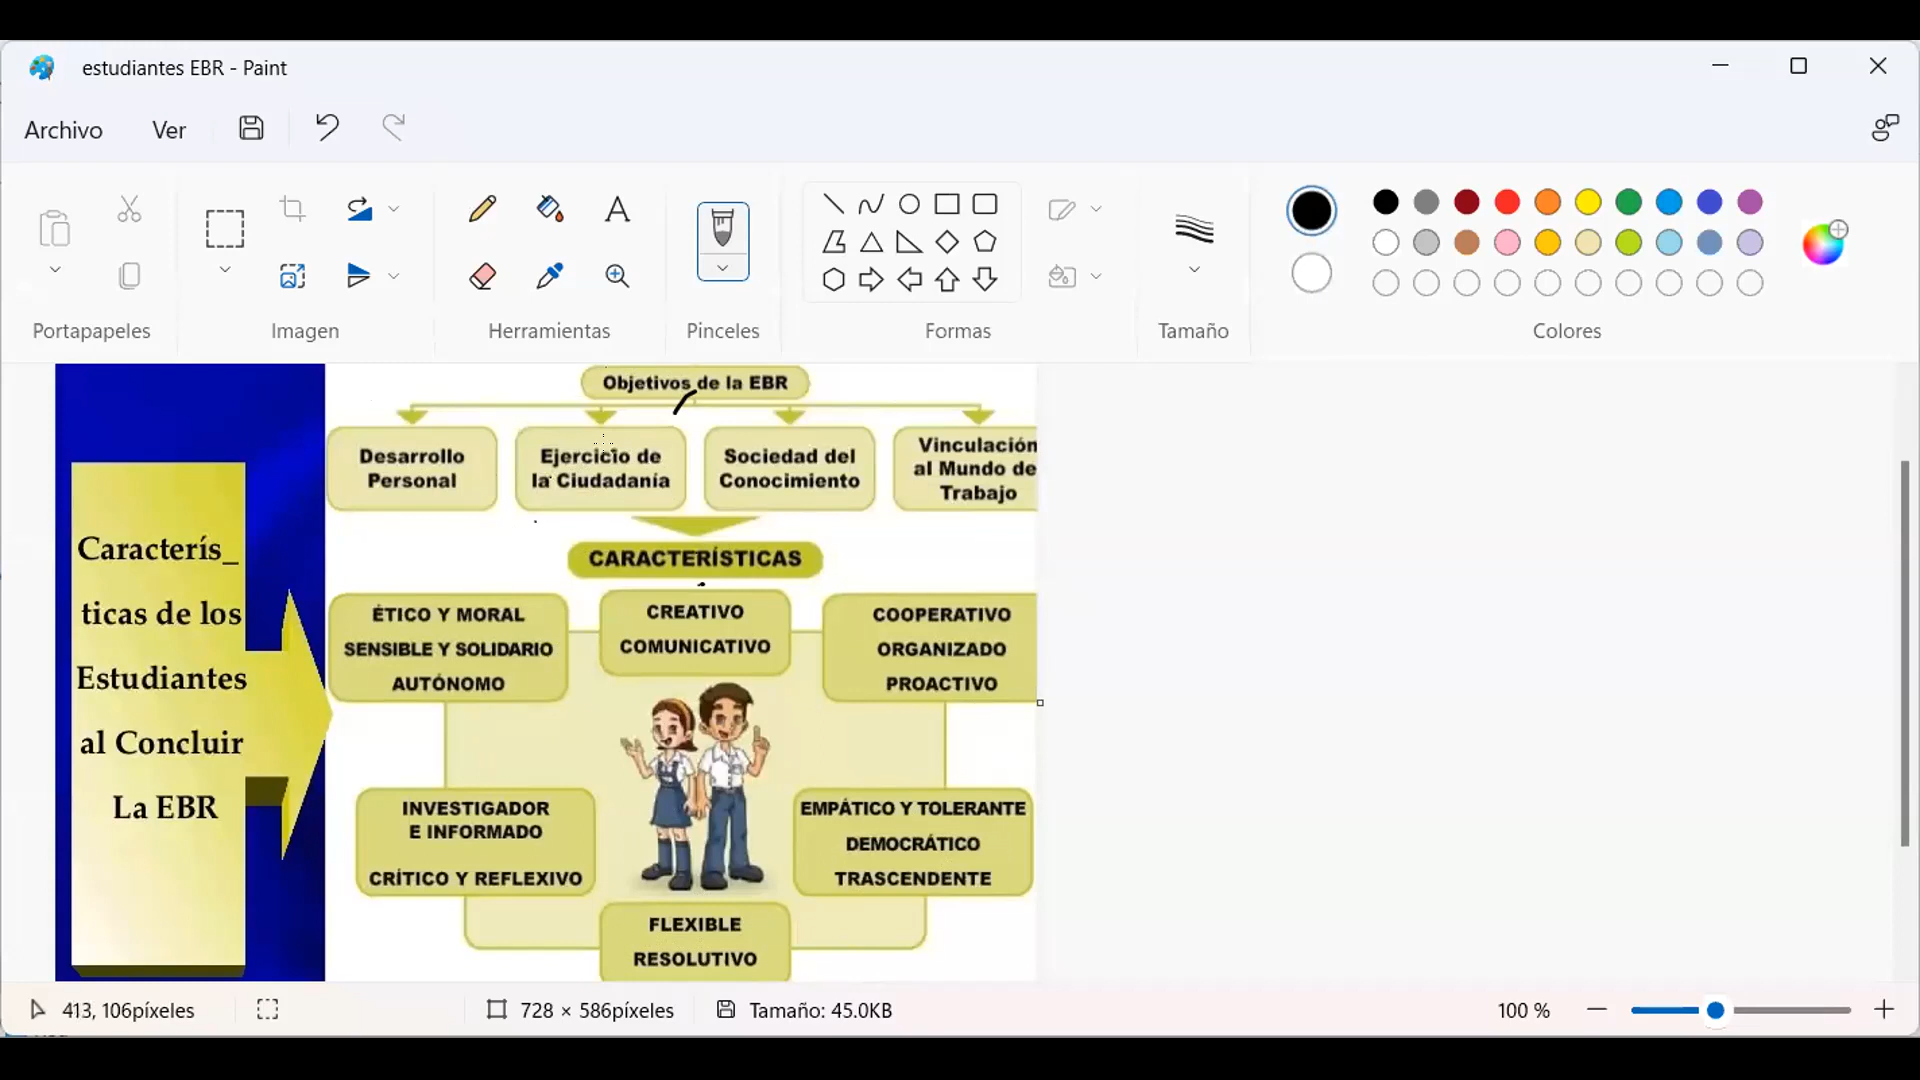 estudiantes EBR - Paint
Archivo
Ver
Portapapeles
Imagen
Herramientas
Pinceles
Formas
Tamaño
Colores
Objetivos de la EBR
Desarrollo
Personal
Ejercicio de
la Ciudadanía
Sociedad del
Conocimiento
Vinculación
al Mundo de
Trabajo
CARACTERÍSTICAS
Caracterís_
ticas de los
Estudiantes
al Concluir
La EBR
ÉTICO Y MORAL
SENSIBLE Y SOLIDARIO
AUTÓNOMO
CREATIVO
COMUNICATIVO
COOPERATIVO
ORGANIZADO
PROACTIVO
INVESTIGADOR
E INFORMADO
CRÍTICO Y REFLEXIVO
EMPÁTICO Y TOLERANTE
DEMOCRÁTICO
TRASCENDENTE
FLEXIBLE
RESOLUTIVO
413, 106píxeles
728 × 586píxeles
Tamaño: 45.0KB
100 %